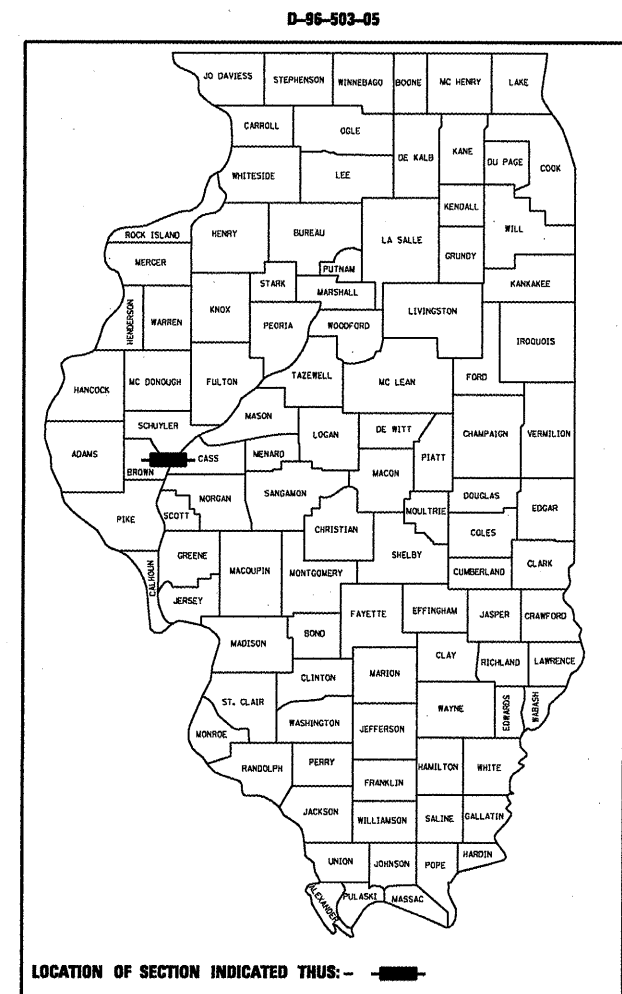 D-96-503-05
JO DAVIESS
STEPHENSON
WINNEBAGO
BOONE
MC HENRY
LAKE
CARROLL
OGLE
DE KALB
KANE
DU PAGE
COOK
WHITESIDE
LEE
KENDALL
WILL
ROCK ISLAND
HENRY
BUREAU
LA SALLE
GRUNDY
MERCER
PUTNAM
KANKAKEE
STARK
MARSHALL
HENDERSON
WARREN
KNOX
PEORIA
WOODFORD
LIVINGSTON
IROQUOIS
HANCOCK
MC DONOUGH
FULTON
TAZEWELL
MC LEAN
FORD
SCHUYLER
MASON
LOGAN
DE WITT
PIATT
CHAMPAIGN
VERMILION
ADAMS
BROWN
CASS
MENARD
MACON
PIKE
SCOTT
MORGAN
SANGAMON
CHRISTIAN
MOULTRIE
DOUGLAS
EDGAR
COLES
SHELBY
CALHOUN
GREENE
MACOUPIN
MONTGOMERY
CUMBERLAND
CLARK
JERSEY
FAYETTE
EFFINGHAM
JASPER
CRAWFORD
MADISON
BOND
CLAY
RICHLAND
LAWRENCE
CLINTON
MARION
ST. CLAIR
WAYNE
EDWARDS
WABASH
WASHINGTON
JEFFERSON
MONROE
RANDOLPH
PERRY
HAMILTON
WHITE
FRANKLIN
JACKSON
WILLIAMSON
SALINE
GALLATIN
UNION
JOHNSON
POPE
HARDIN
ALEXANDER
PULASKI
MASSAC
LOCATION OF SECTION INDICATED THUS: -